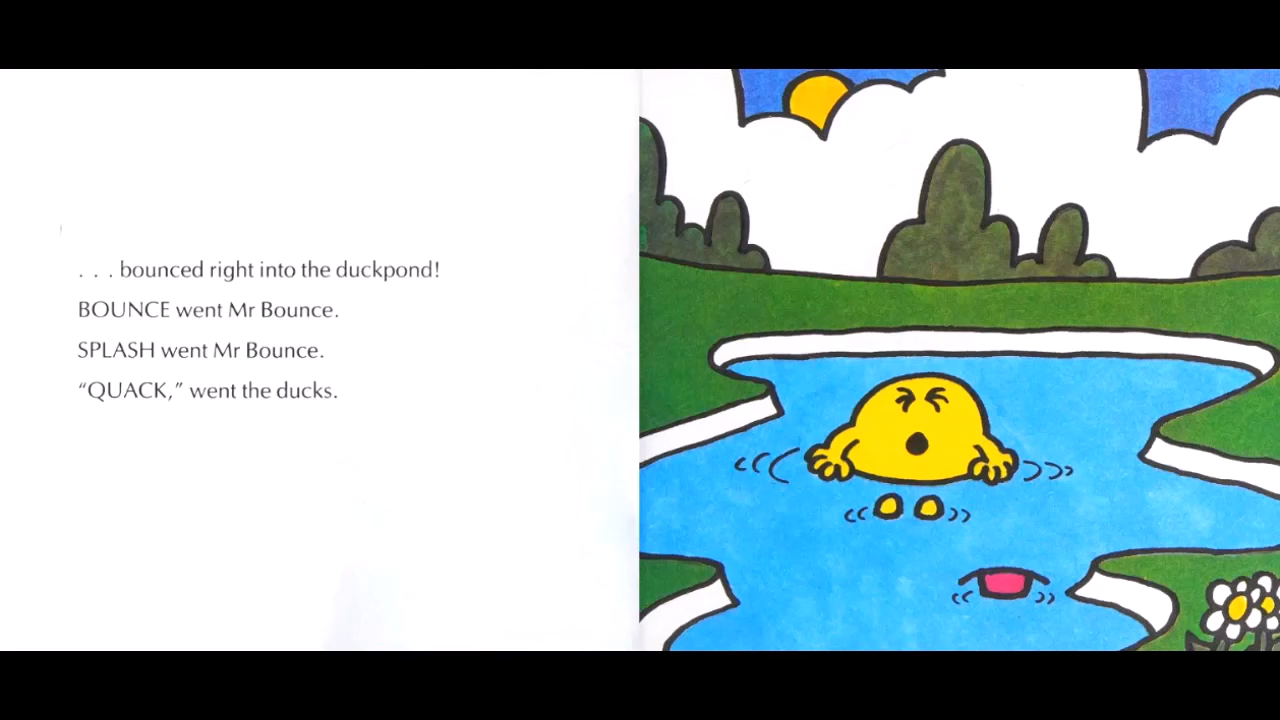 . . . bounced right into the duckpond!
BOUNCE went Mr Bounce.
SPLASH went Mr Bounce.
“QUACK,” went the ducks.